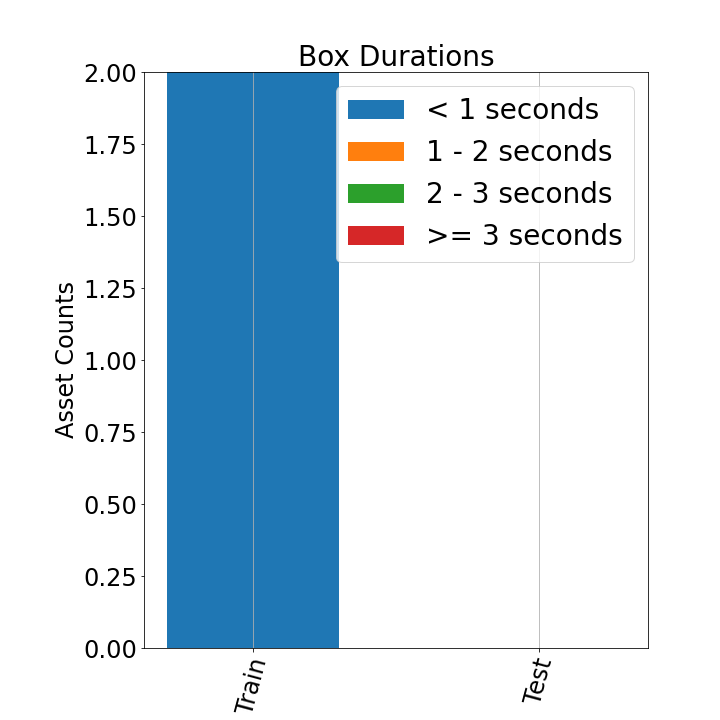 Box Durations
2.00
1.75
1.50
1.25
1.00
0.75
0.50
0.25
0.00
Asset Counts
< 1 seconds
1 - 2 seconds
2 - 3 seconds
>= 3 seconds
Train
Test